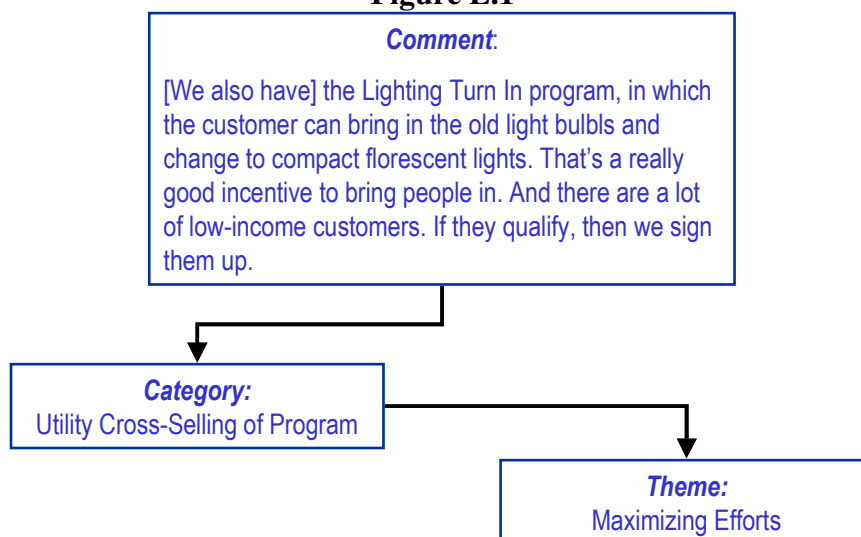 Figure E.1
Comment:
[We also have] the Lighting Turn In program, in which
the customer can bring in the old light bulbls and
change to compact florescent lights. That’s a really
good incentive to bring people in. And there are a lot
of low-income customers. If they qualify, then we sign
them up.
Category:
Utility Cross-Selling of Program
Theme:
Maximizing Efforts